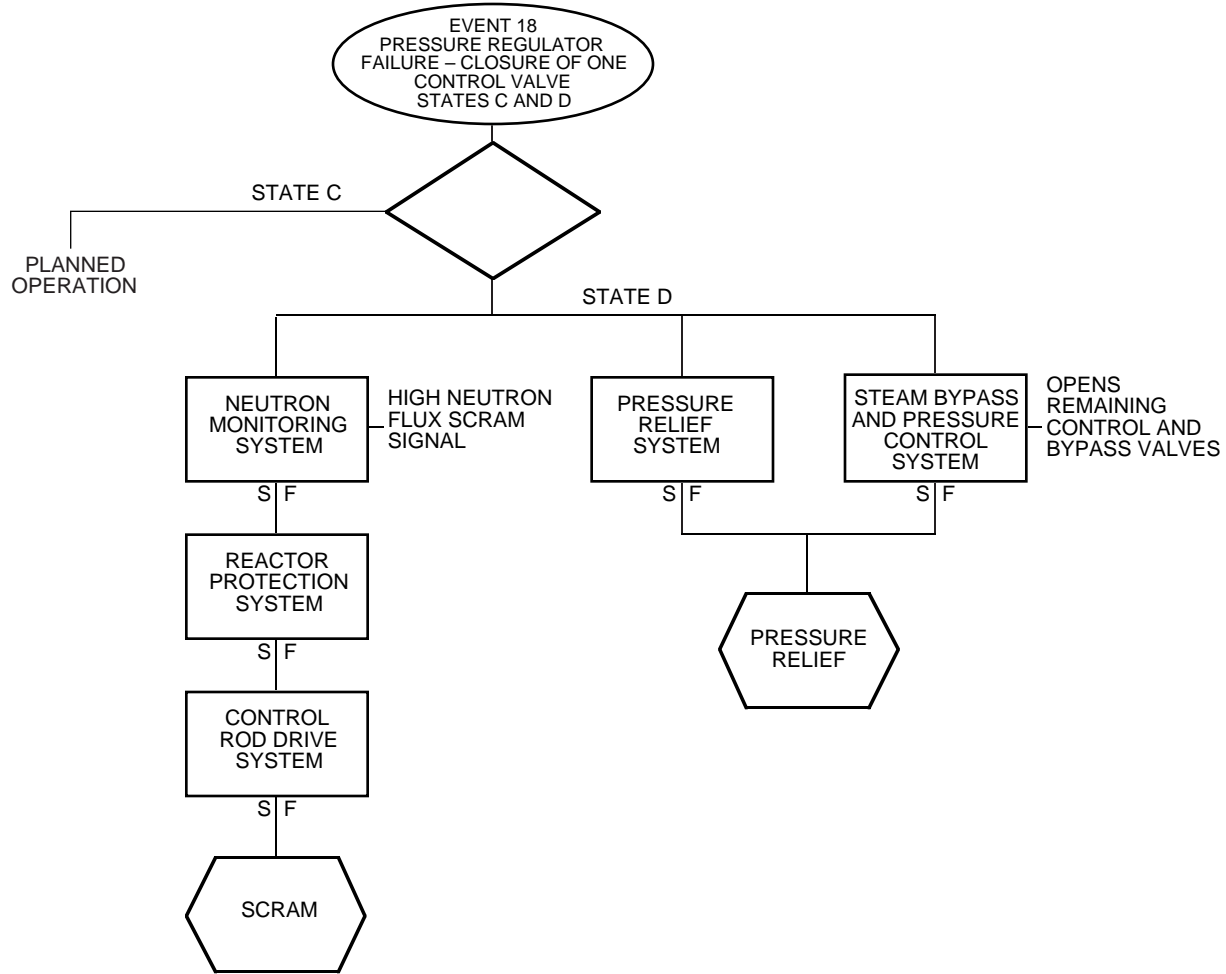 EVENT 18
PRESSURE REGULATOR
FAILURE – CLOSURE OF ONE
CONTROL VALVE
STATES C AND D
STATE C
PLANNED
OPERATION
STATE D
NEUTRON
MONITORING
SYSTEM
HIGH NEUTRON
FLUX SCRAM
SIGNAL
PRESSURE
RELIEF
SYSTEM
STEAM BYPASS
AND PRESSURE
CONTROL
SYSTEM
OPENS
REMAINING
CONTROL AND
BYPASS VALVES
S F
S F
S F
REACTOR
PROTECTION
SYSTEM
S F
PRESSURE
RELIEF
CONTROL
ROD DRIVE
SYSTEM
S F
SCRAM